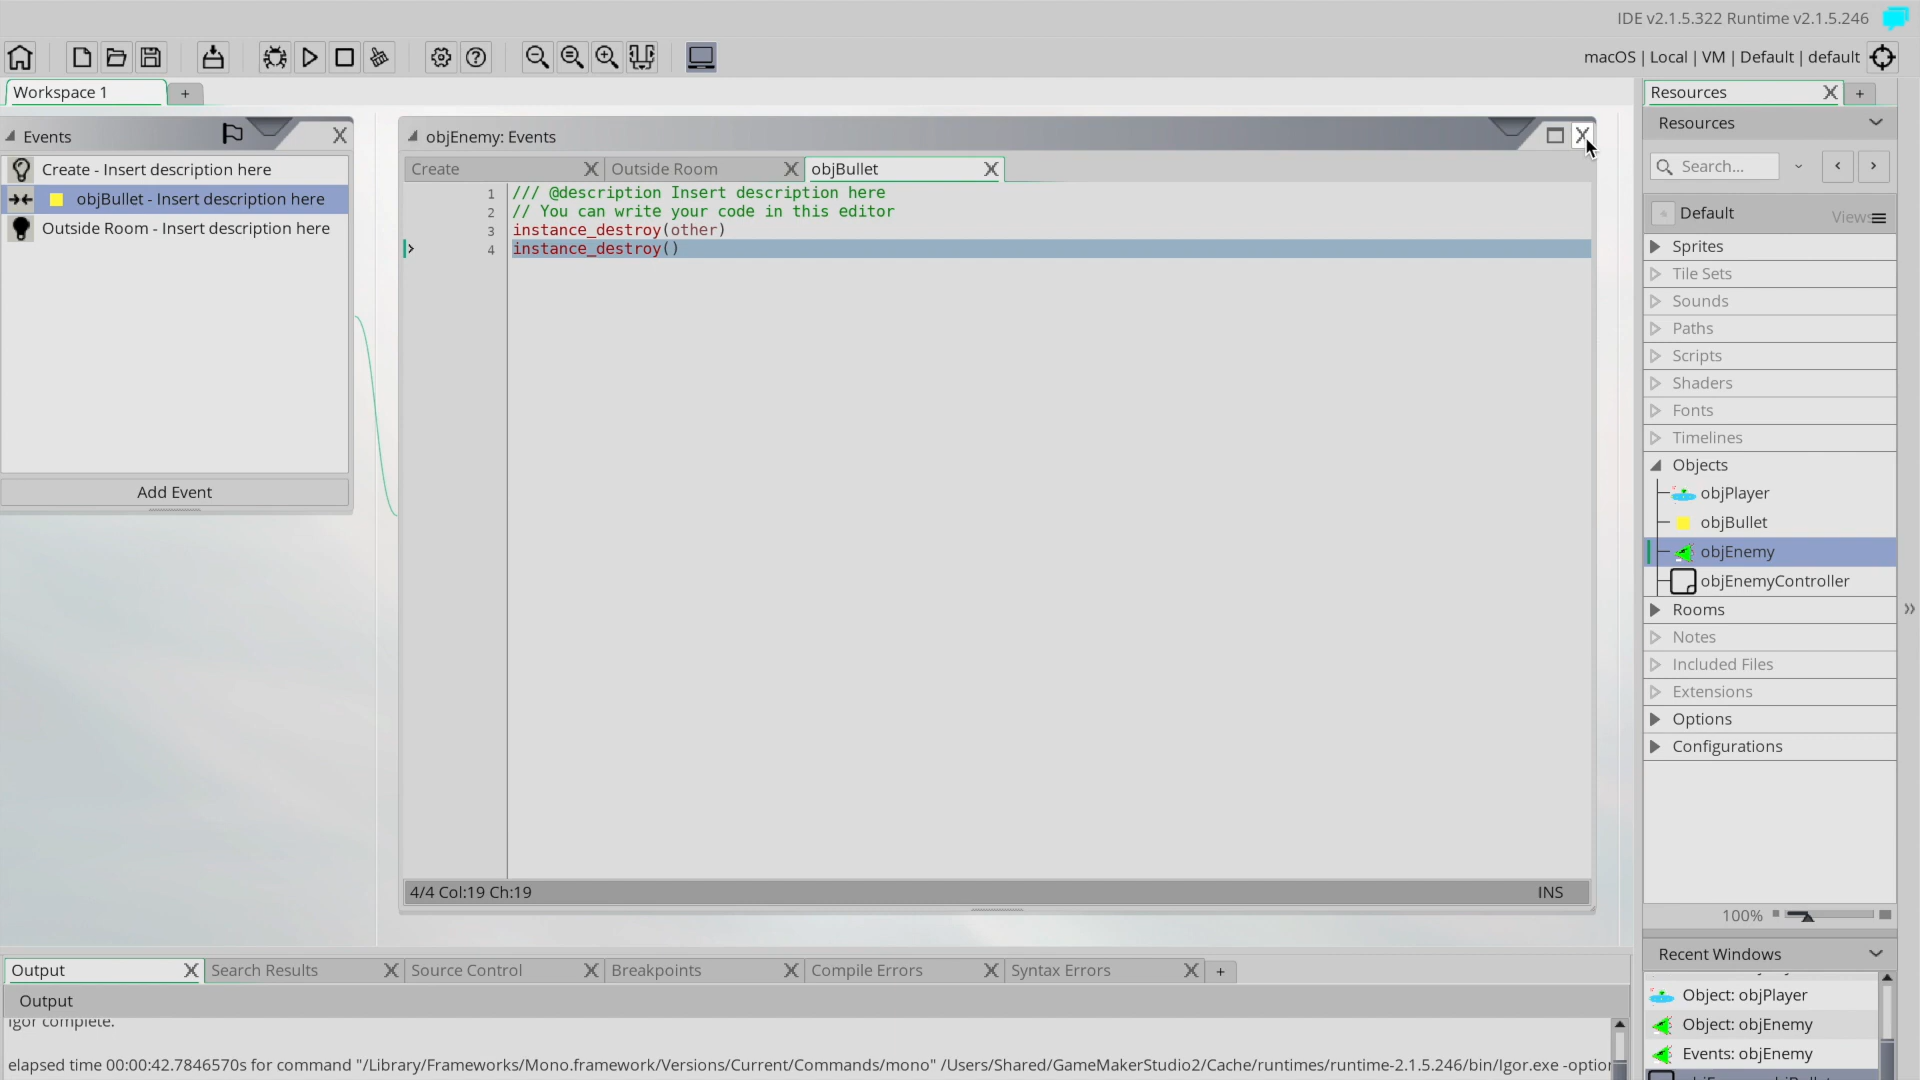 IDE v2.1.5.322 Runtime v2.1.5.246
macOS | Local | VM | Default | default
Workspace 1
+
Events
Create - Insert description here
objBullet - Insert description here
Outside Room - Insert description here
Add Event
objEnemy: Events
Create
Outside Room
objBullet
1 /// @description Insert description here
2 // You can write your code in this editor
3 instance_destroy(other)
4 instance_destroy()
4/4 Col:19 Ch:19
INS
Resources
+
Resources
Search...
Default
Views
Sprites
Tile Sets
Sounds
Paths
Scripts
Shaders
Fonts
Timelines
Objects
objPlayer
objBullet
objEnemy
objEnemyController
Rooms
Notes
Included Files
Extensions
Options
Configurations
100%
Recent Windows
Object: objPlayer
Object: objEnemy
Events: objEnemy
Output
Search Results
Source Control
Breakpoints
Compile Errors
Syntax Errors
+
Output
Igor complete.
elapsed time 00:00:42.7846570s for command "/Library/Frameworks/Mono.framework/Versions/Current/Commands/mono" /Users/Shared/GameMakerStudio2/Cache/runtimes/runtime-2.1.5.246/bin/Igor.exe -optio